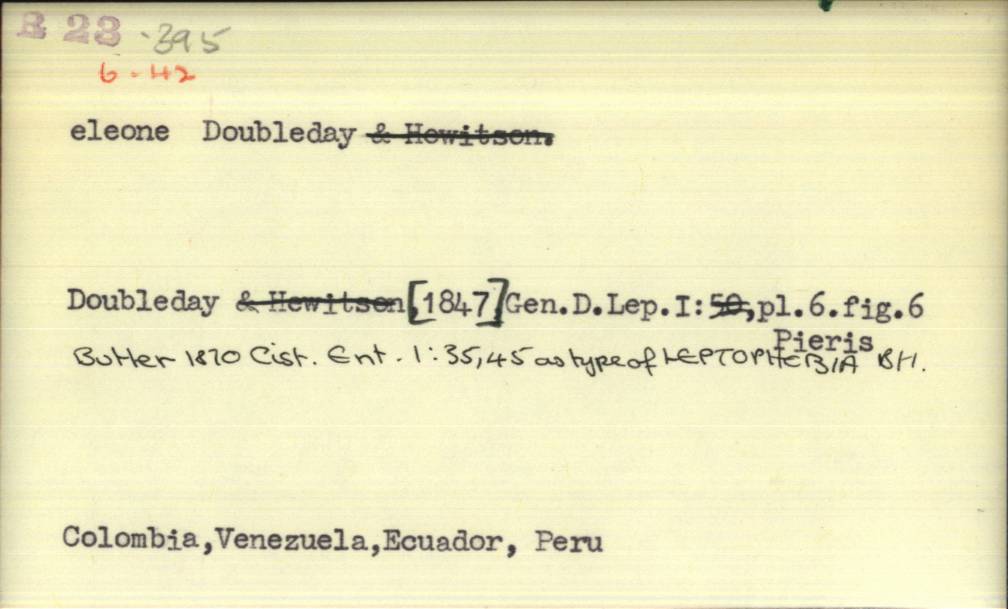 R 23 .395
6.42
eleone Doubleday & Hewitson.
Doubleday & Hewitson [1847] Gen.D.Lep.I:50,pl.6.fig.6
Pieris
Butler 1870 Cist. Ent. 1:35,45 as type of LEPTOPHOBIA BH.
Colombia,Venezuela,Ecuador, Peru